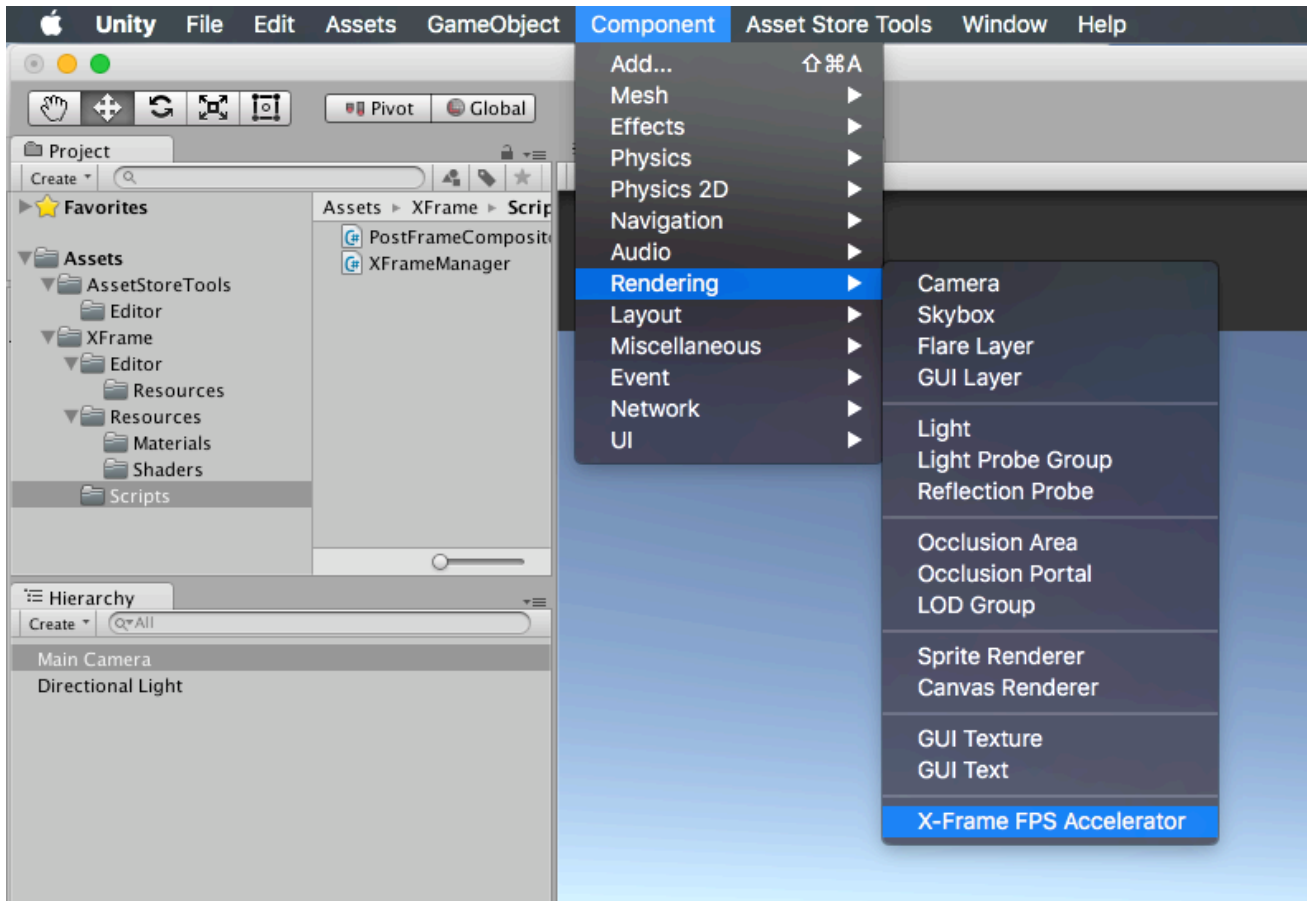 Unity File Edit Assets GameObject Component Asset Store Tools Window Help
Pivot Global
Project
Create
Favorites
Assets
AssetStoreTools
Editor
XFrame
Editor
Resources
Resources
Materials
Shaders
Scripts
Assets XFrame Scrip
PostFrameComposit
XFrameManager
Hierarchy
Create All
Main Camera
Directional Light
Add... ⇧⌘A
Mesh
Effects
Physics
Physics 2D
Navigation
Audio
Rendering
Layout
Miscellaneous
Event
Network
UI
Camera
Skybox
Flare Layer
GUI Layer
Light
Light Probe Group
Reflection Probe
Occlusion Area
Occlusion Portal
LOD Group
Sprite Renderer
Canvas Renderer
GUI Texture
GUI Text
X-Frame FPS Accelerator